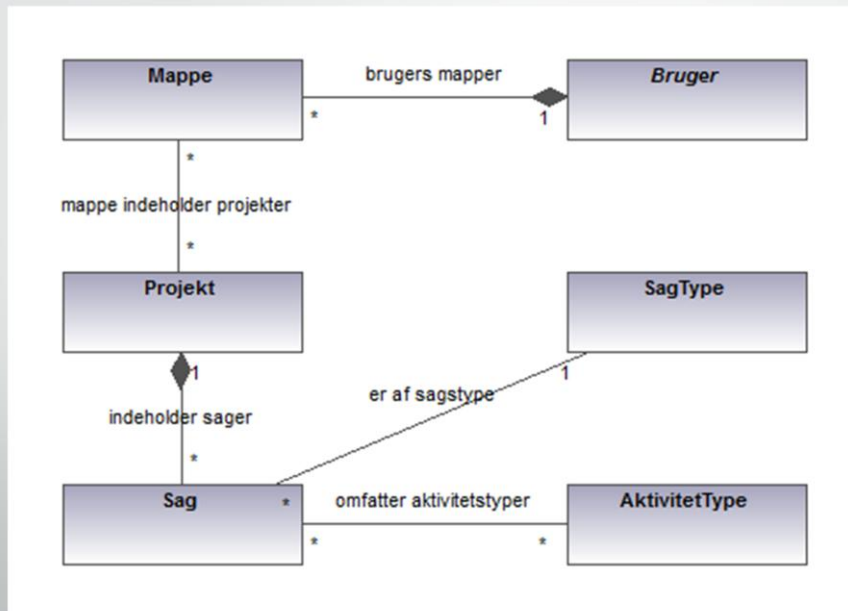 Mappe
brugers mapper
Bruger
*
1
*
mappe indeholder projekter
*
Projekt
SagType
1
1
er af sagstype
indeholder sager
*
Sag
*
omfatter aktivitetstyper
AktivitetType
*
*